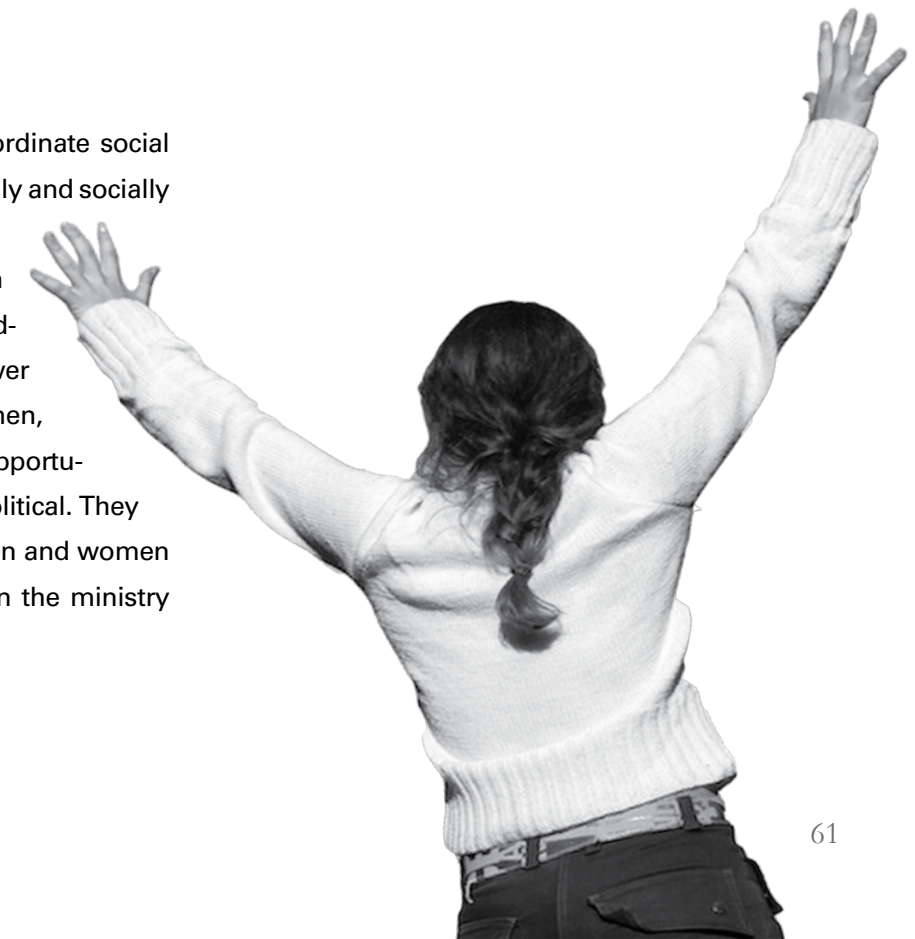 ordinate social
ly and socially
d-
ver
nen,
pportu-
litical. They
n and women
n the ministry
61